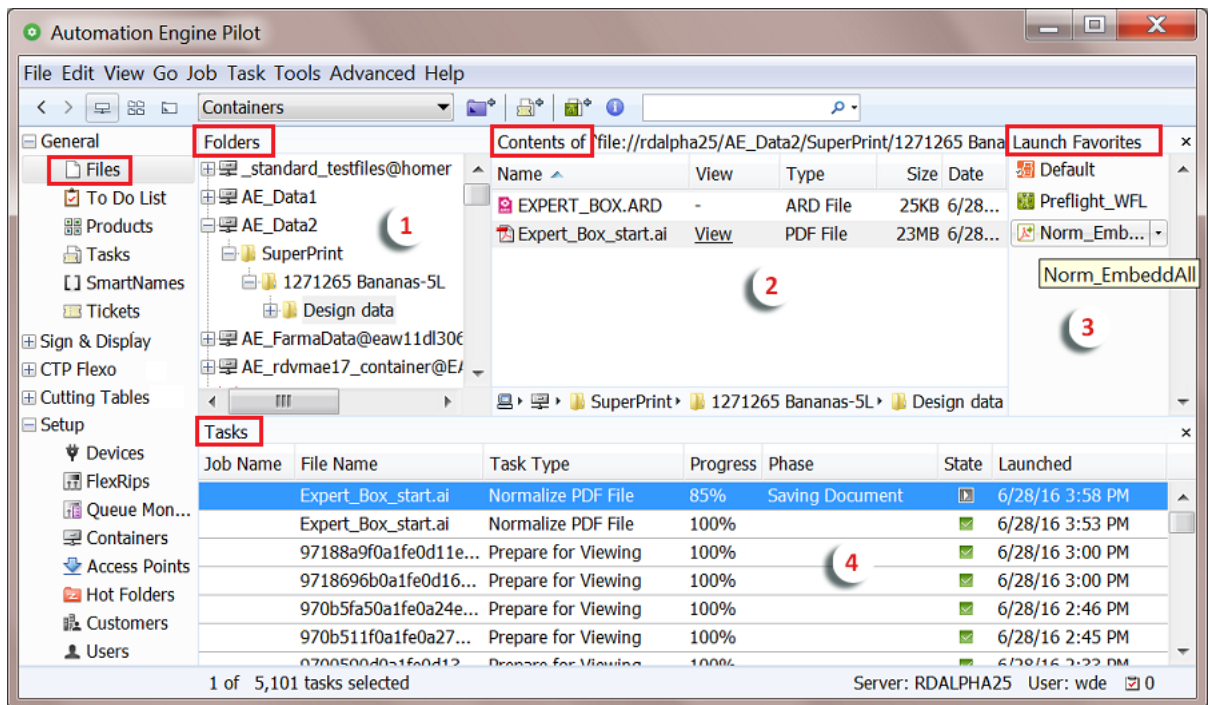 Automation Engine Pilot
File Edit View Go Job Task Tools Advanced Help
Containers
General
Files
To Do List
Products
Tasks
SmartNames
Tickets
Sign & Display
CTP Flexo
Cutting Tables
Setup
Devices
FlexRips
Queue Mon...
Containers
Access Points
Hot Folders
Customers
Users
Folders
_standard_testfiles@homer
AE_Data1
AE_Data2
SuperPrint
1271265 Bananas-5L
Design data
AE_FarmaData@eaw11dl306
AE_rdvmae17_container@EA
1
Contents of 'file://rdalpha25/AE_Data2/SuperPrint/1271265 Bana
Name View Type Size Date
EXPERT_BOX.ARD - ARD File 25KB 6/28...
Expert_Box_start.ai View PDF File 23MB 6/28...
2
SuperPrint 1271265 Bananas-5L Design data
Launch Favorites
Default
Preflight_WFL
Norm_Emb...
Norm_EmbeddAll
3
Tasks
Job Name File Name Task Type Progress Phase State Launched
Expert_Box_start.ai Normalize PDF File 85% Saving Document 6/28/16 3:58 PM
Expert_Box_start.ai Normalize PDF File 100% 6/28/16 3:53 PM
97188a9f0a1fe0d11e... Prepare for Viewing 100% 6/28/16 3:00 PM
9718696b0a1fe0d16... Prepare for Viewing 100% 6/28/16 3:00 PM
970b5fa50a1fe0a24e... Prepare for Viewing 100% 6/28/16 2:46 PM
970b511f0a1fe0a27... Prepare for Viewing 100% 6/28/16 2:45 PM
Prepare for Viewing 100% 6/28/16 2:33 PM
4
1 of 5,101 tasks selected
Server: RDALPHA25 User: wde 0